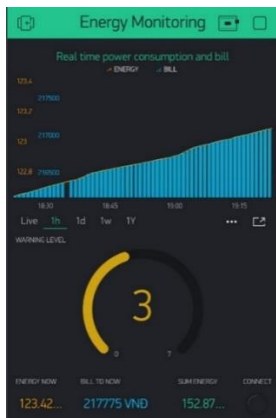 Energy Monitoring
Real time power consumption and bill
ENERGY BILL
123.4
217500
123.2
217000
123
122.8 216500
18:30 18:45 19:00 19:15
Live 1h 1d 1w 1Y
WARNING LEVEL
3
0 7
ENERGY NOW BILL TO NOW SUM ENERGY CONNECT
123.42... 217775 VNĐ 152.87...